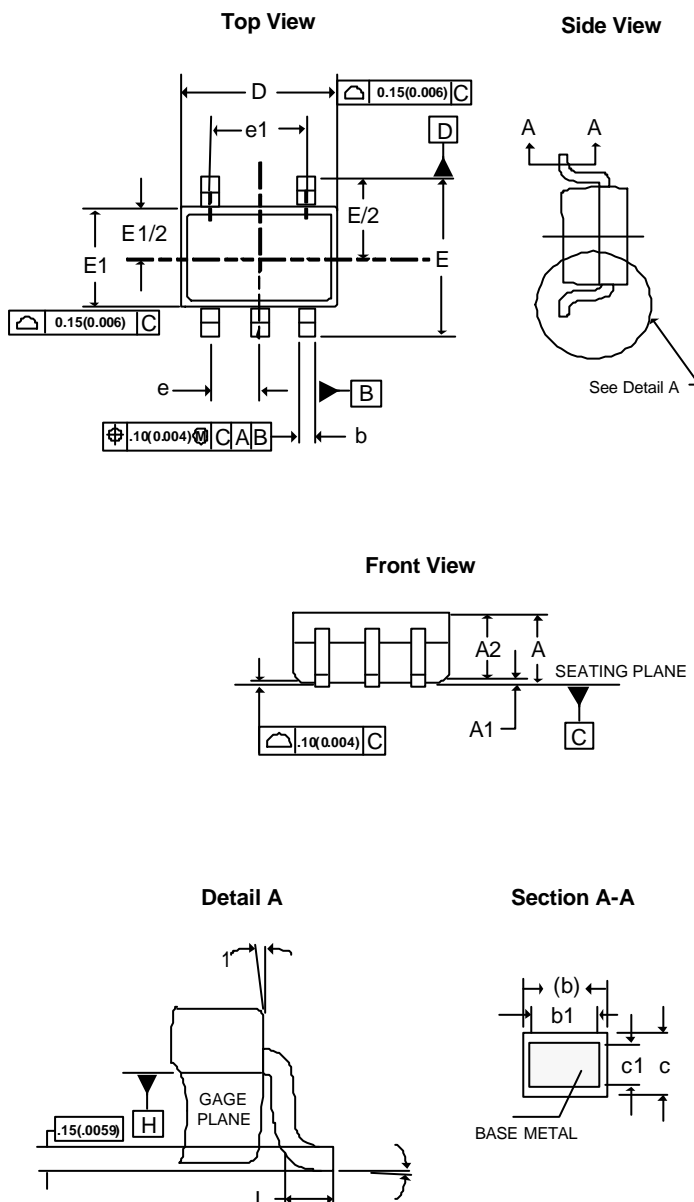 Top View
Side View
D
0.15(0.006) C
e1
D
A A
E/2
E1/2
E1
E
0.15(0.006) C
e
B
See Detail A
.10(0.004) M C A B
b
Front View
A2
A
SEATING PLANE
A1
.10(0.004) C
C
Detail A
Section A-A
1
(b)
b1
c1
c
GAGE
PLANE
H
.15(.0059)
BASE METAL
L